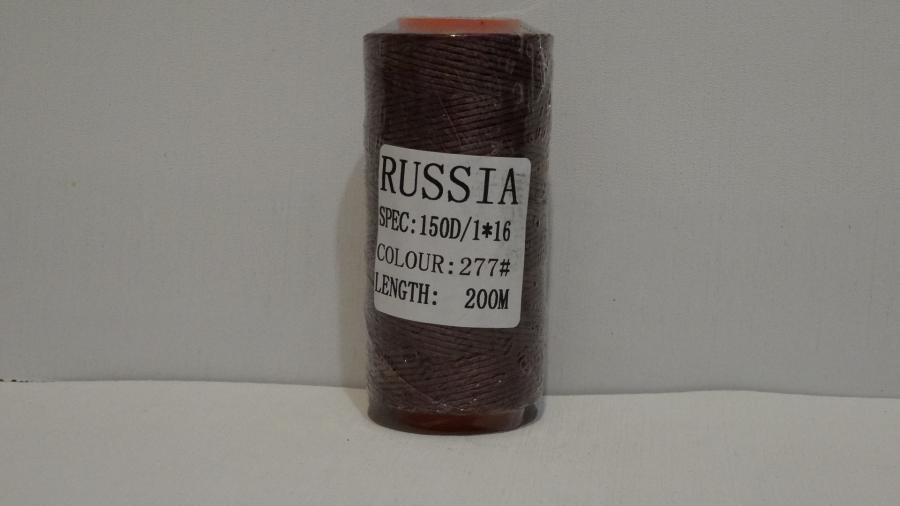 RUSSIA
SPEC:150D/1*16
COLOUR:277#
LENGTH: 200M